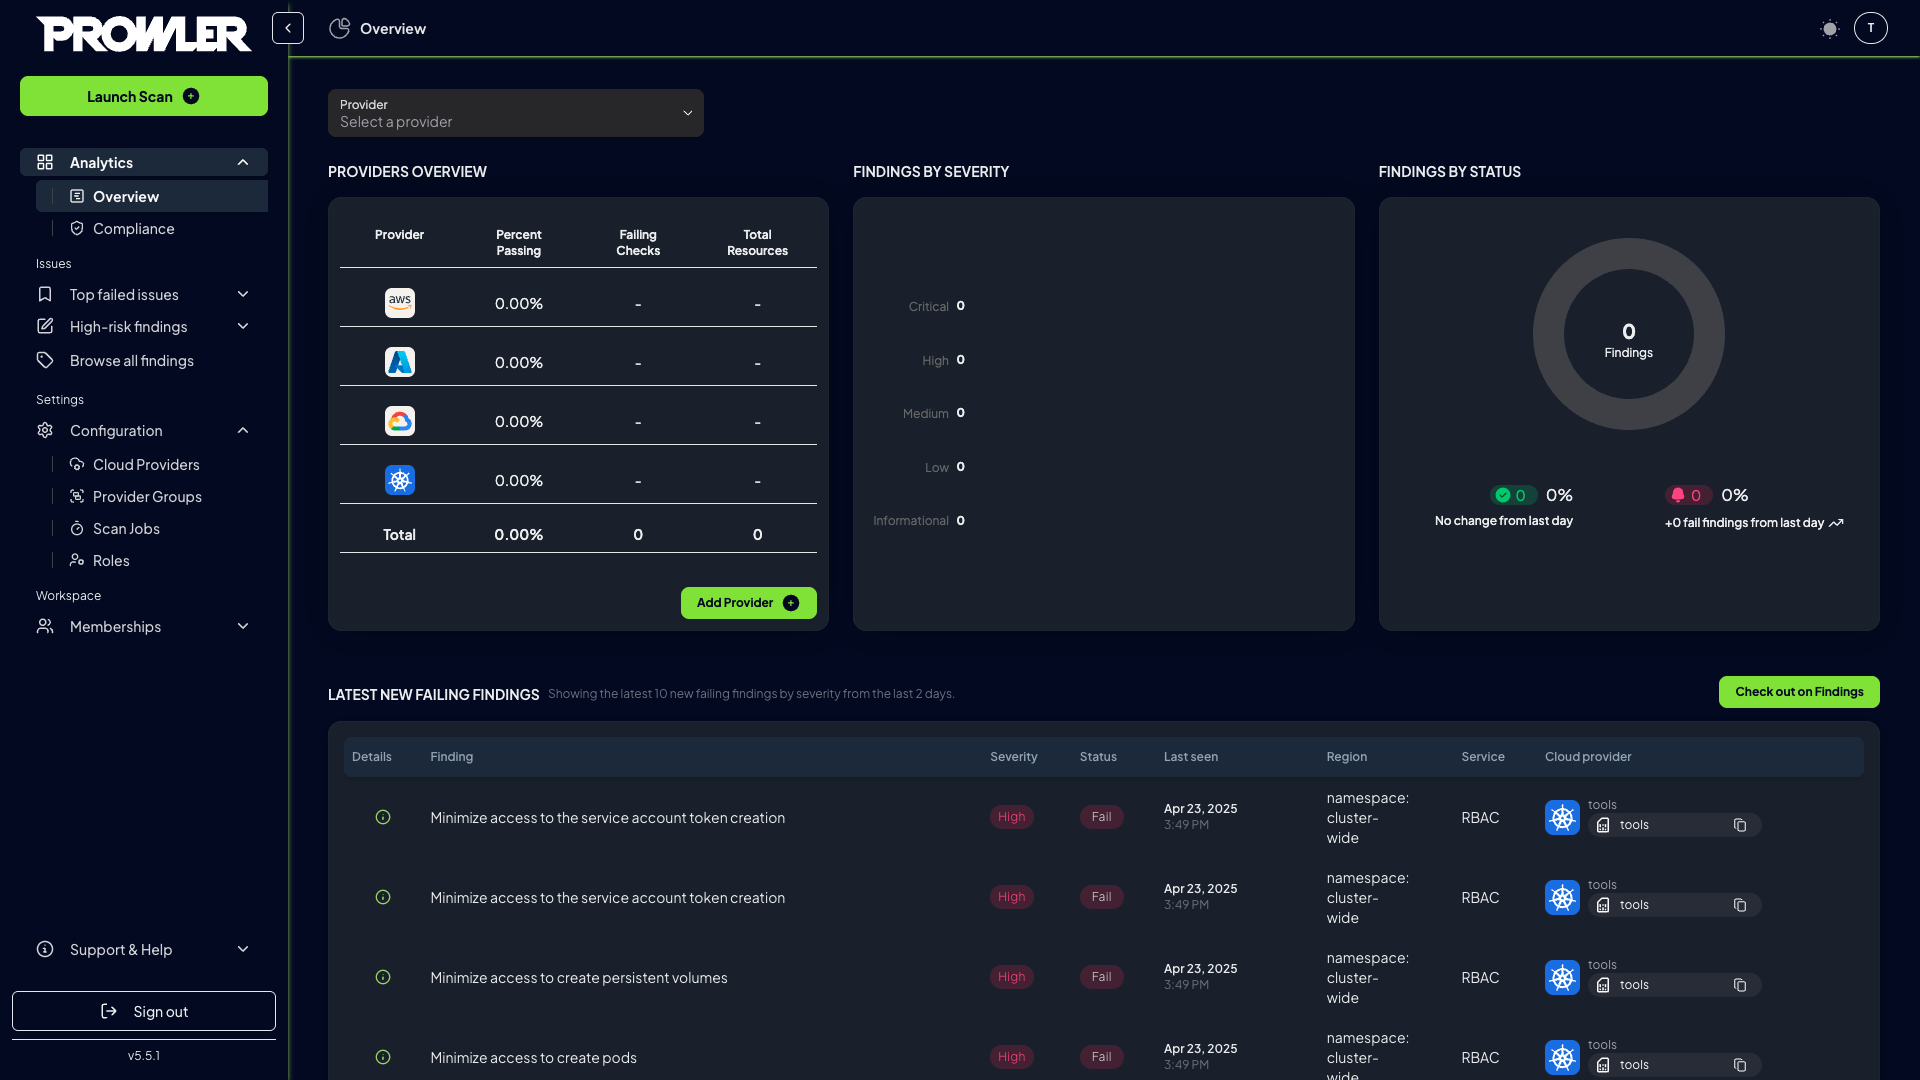 PROWLER
Overview
T
Launch Scan
Analytics
Overview
Compliance
Issues
Top failed issues
High-risk findings
Browse all findings
Settings
Configuration
Cloud Providers
Provider Groups
Scan Jobs
Roles
Workspace
Memberships
Support & Help
Sign out
v5.5.1
Provider
Select a provider
PROVIDERS OVERVIEW
Provider Percent Passing Failing Checks Total Resources
aws 0.00% - -
0.00% - -
0.00% - -
0.00% - -
Total 0.00% 0 0
Add Provider
FINDINGS BY SEVERITY
Critical 0
High 0
Medium 0
Low 0
Informational 0
FINDINGS BY STATUS
0
Findings
0 0%
No change from last day
0 0%
+0 fail findings from last day
LATEST NEW FAILING FINDINGS Showing the latest 10 new failing findings by severity from the last 2 days.
Check out on Findings
Details Finding Severity Status Last seen Region Service Cloud provider
Minimize access to the service account token creation High Fail Apr 23, 2025 3:49 PM namespace: cluster-wide RBAC tools tools
Minimize access to the service account token creation High Fail Apr 23, 2025 3:49 PM namespace: cluster-wide RBAC tools tools
Minimize access to create persistent volumes High Fail Apr 23, 2025 3:49 PM namespace: cluster-wide RBAC tools tools
Minimize access to create pods High Fail Apr 23, 2025 3:49 PM namespace: cluster-wide RBAC tools tools